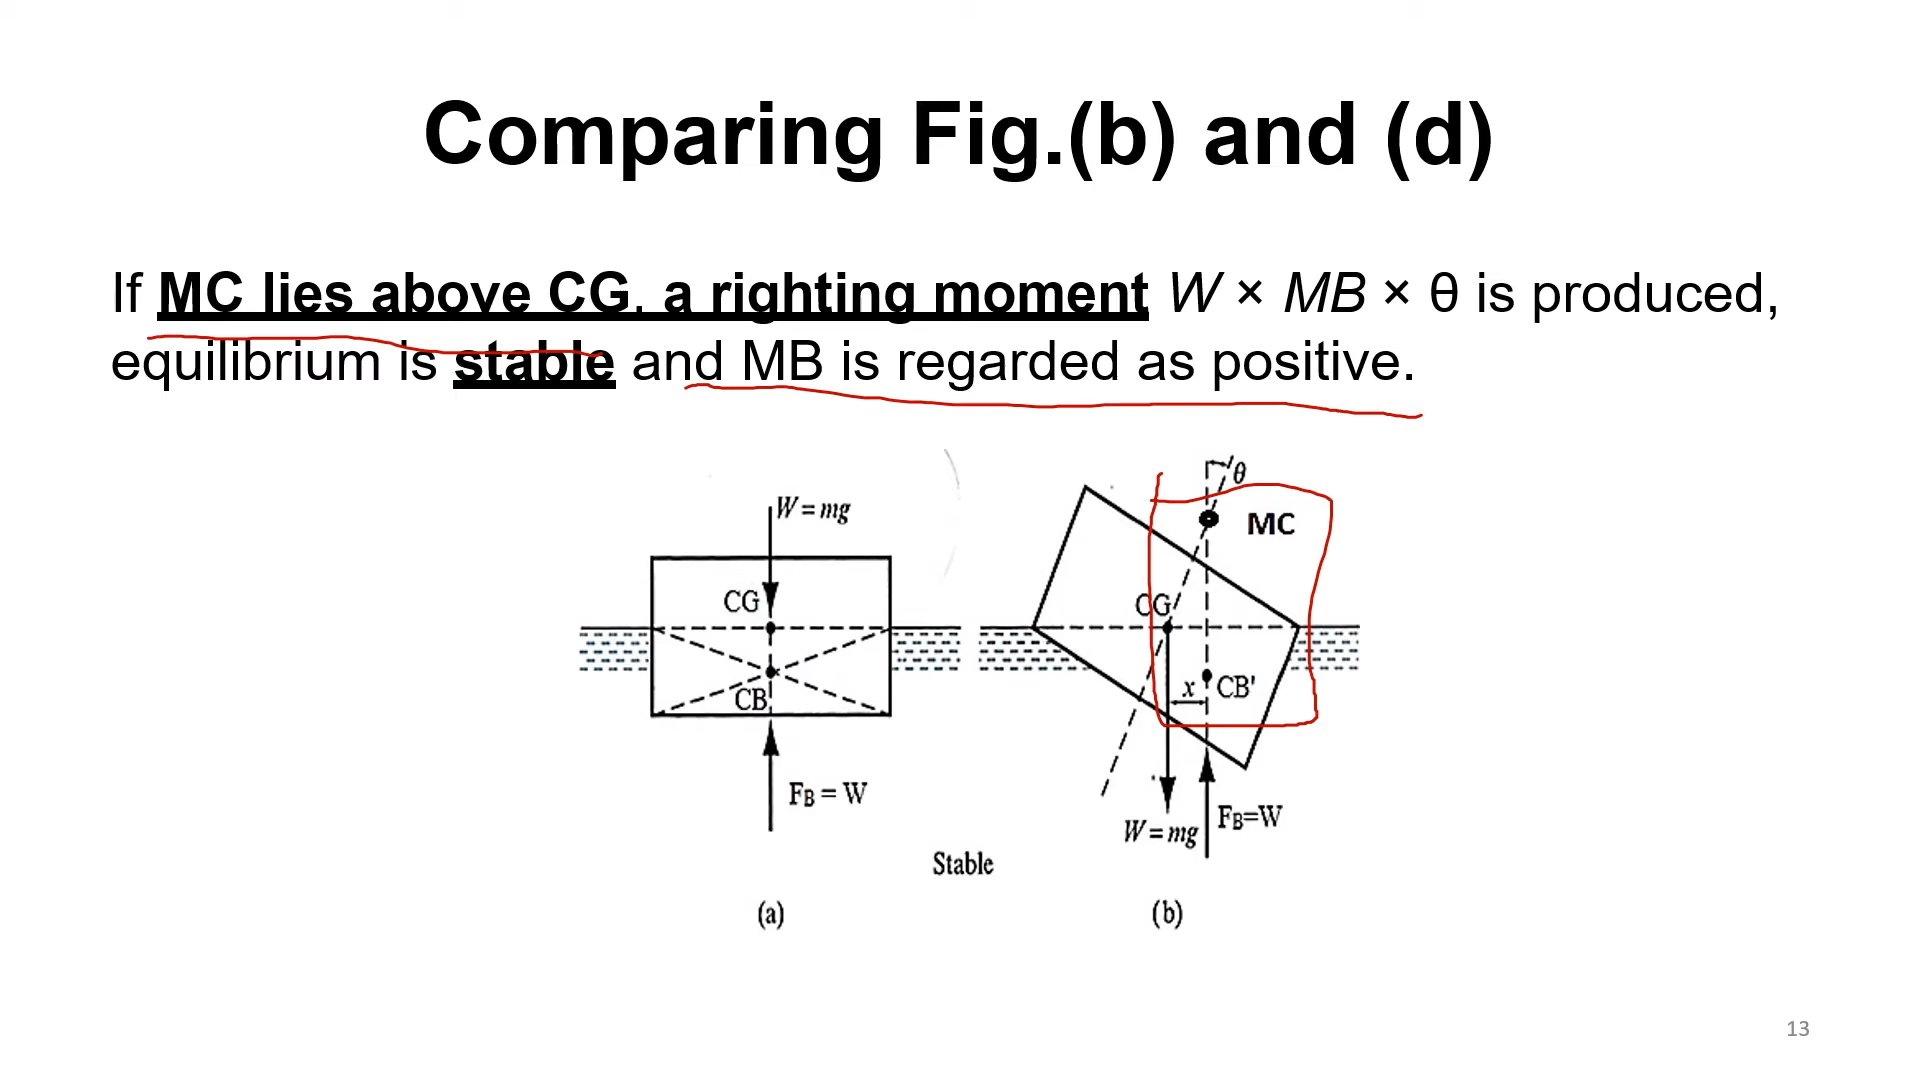 Comparing Fig.(b) and (d)
If MC lies above CG, a righting moment W × MB × θ is produced,
equilibrium is stable and MB is regarded as positive.
W = mg
CG
CB
FB = W
(a)
Stable
θ
MC
CG
x
CB'
W = mg
FB=W
(b)
13